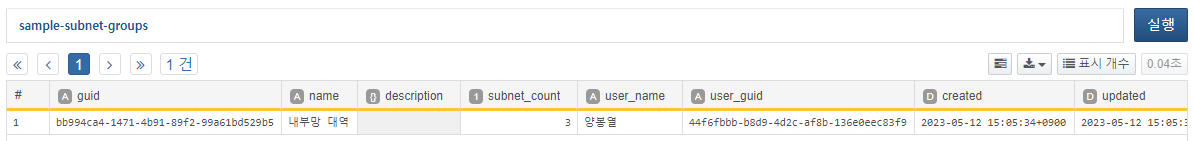 sample-subnet-groups 실행
« ‹ 1 › » 1 건 표시 개수 0.04초
# A guid A name {} description 1 subnet_count A user_name A user_guid D created D updated
1 bb994ca4-1471-4b91-89f2-99a61bd529b5 내부망 대역 3 양봉열 44f6fbbb-b8d9-4d2c-af8b-136e0eec83f9 2023-05-12 15:05:34+0900 2023-05-12 15:05:3